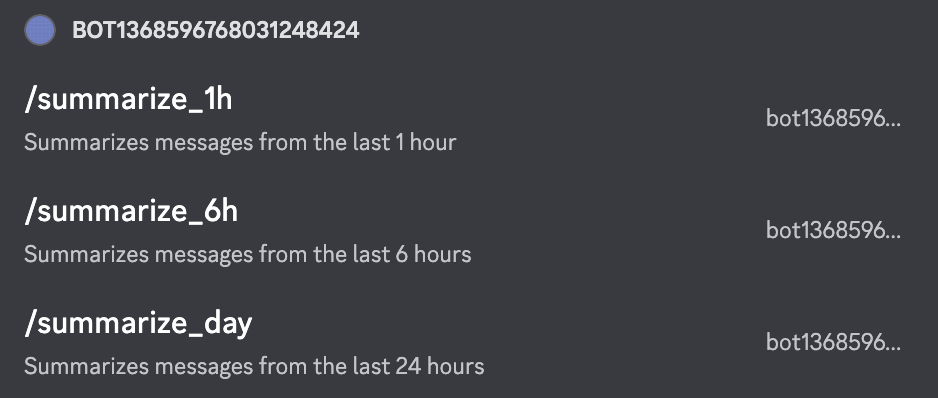 BOT1368596768031248424
/summarize_1h
Summarizes messages from the last 1 hour
bot1368596...
/summarize_6h
Summarizes messages from the last 6 hours
bot1368596...
/summarize_day
Summarizes messages from the last 24 hours
bot1368596...